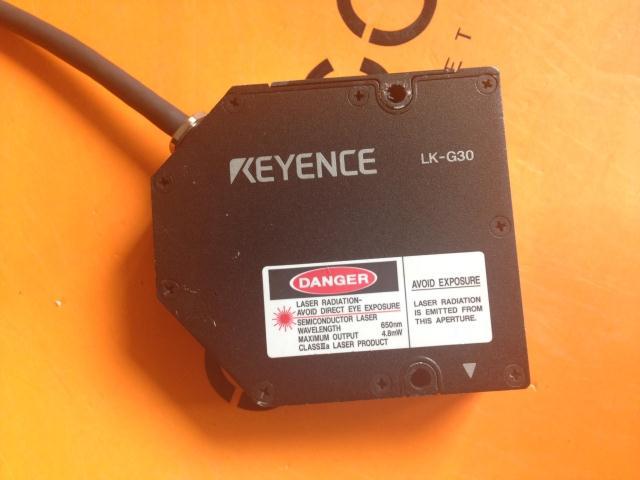 KEYENCE
LK-G30
DANGER
LASER RADIATION-
AVOID DIRECT EYE EXPOSURE
SEMICONDUCTOR LASER
WAVELENGTH 650nm
MAXIMUM OUTPUT 4.8mW
CLASSⅢa LASER PRODUCT
AVOID EXPOSURE
LASER RADIATION
IS EMITTED FROM
THIS APERTURE.